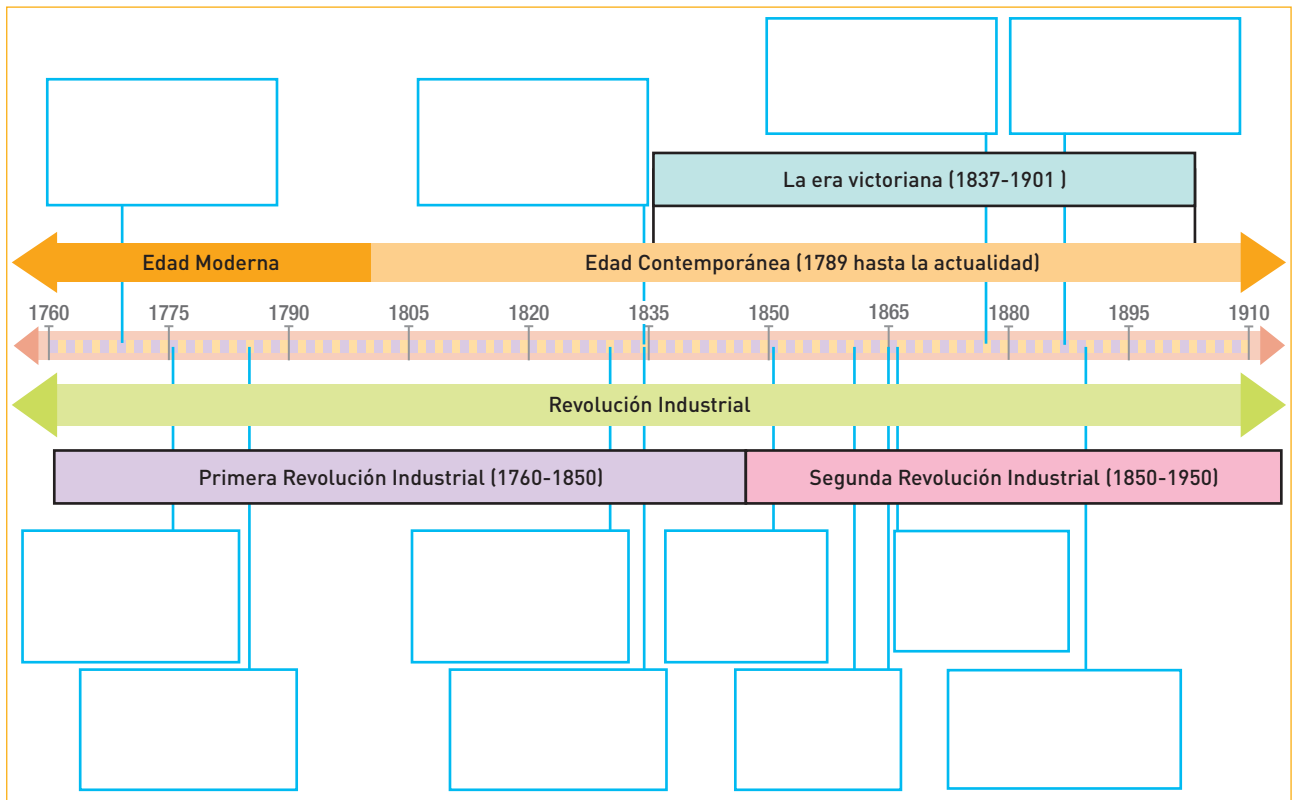 La era victoriana (1837-1901 )
Edad Moderna
Edad Contemporánea (1789 hasta la actualidad)
1760 1775 1790 1805 1820 1835 1850 1865 1880 1895 1910
Revolución Industrial
Primera Revolución Industrial (1760-1850)
Segunda Revolución Industrial (1850-1950)